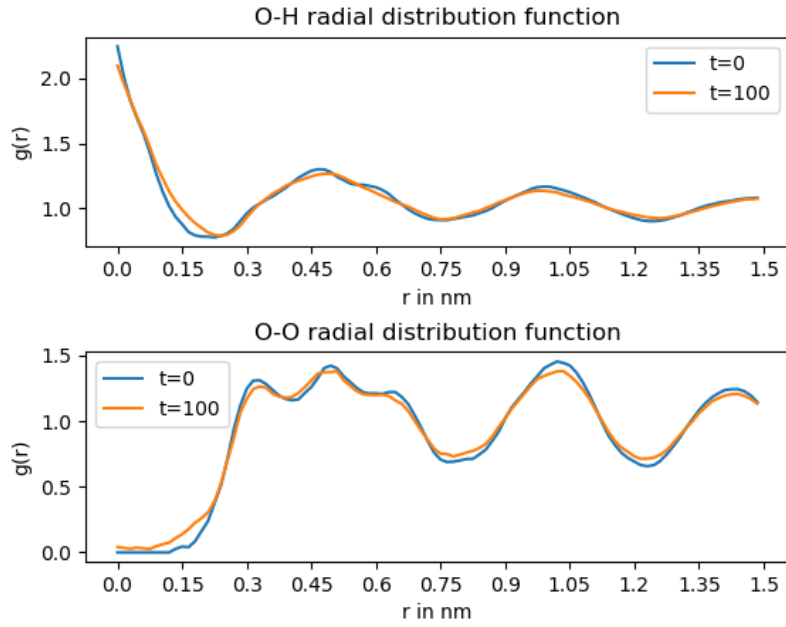 O-H radial distribution function
t=0
t=100
g(r)
2.0
1.5
1.0
0.0 0.15 0.3 0.45 0.6 0.75 0.9 1.05 1.2 1.35 1.5
r in nm
O-O radial distribution function
t=0
t=100
g(r)
1.5
1.0
0.5
0.0
0.0 0.15 0.3 0.45 0.6 0.75 0.9 1.05 1.2 1.35 1.5
r in nm